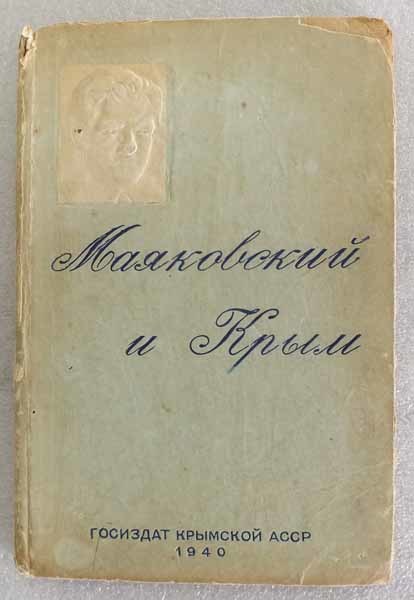 Маяковский
и Крым
ГОСИЗДАТ КРЫМСКОЙ АССР
1940